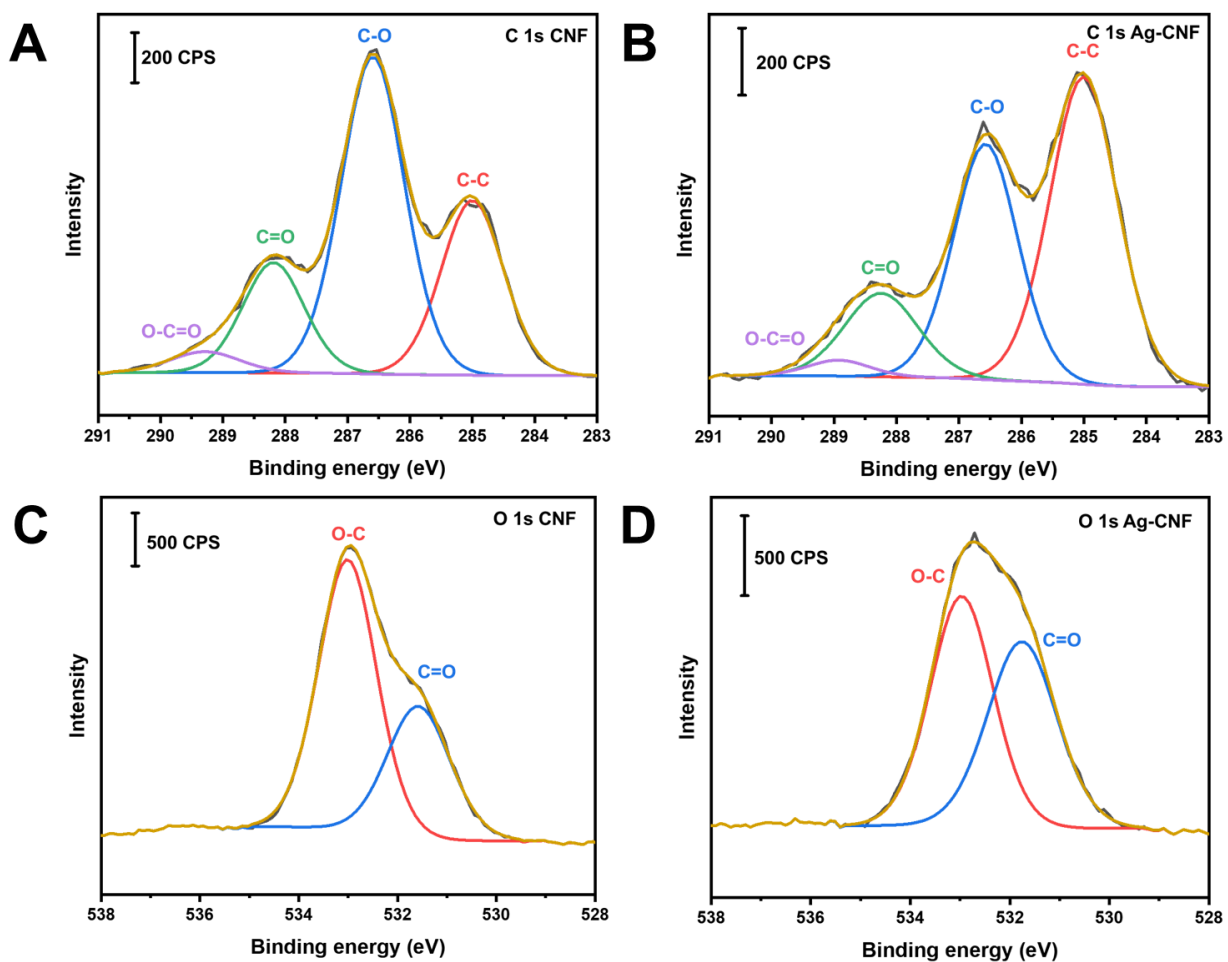 A
C 1s CNF
200 CPS
C-O
C-C
C=O
O-C=O
Intensity
291 290 289 288 287 286 285 284 283
Binding energy (eV)
B
C 1s Ag-CNF
200 CPS
C-C
C-O
C=O
O-C=O
Intensity
291 290 289 288 287 286 285 284 283
Binding energy (eV)
C
O 1s CNF
500 CPS
O-C
C=O
Intensity
538 536 534 532 530 528
Binding energy (eV)
D
O 1s Ag-CNF
500 CPS
O-C
C=O
Intensity
538 536 534 532 530 528
Binding energy (eV)